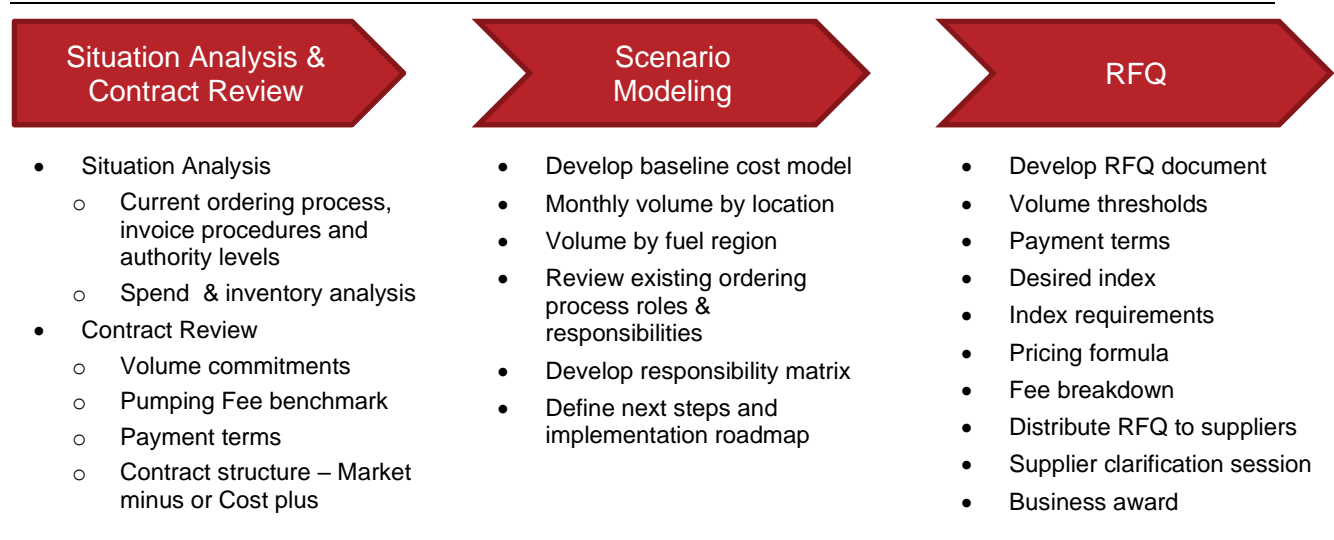 Situation Analysis &
Contract Review
• Situation Analysis
o Current ordering process,
invoice procedures and
authority levels
o Spend & inventory analysis
• Contract Review
o Volume commitments
o Pumping Fee benchmark
o Payment terms
o Contract structure – Market
minus or Cost plus
Scenario
Modeling
• Develop baseline cost model
• Monthly volume by location
• Volume by fuel region
• Review existing ordering
process roles &
responsibilities
• Develop responsibility matrix
• Define next steps and
implementation roadmap
RFQ
• Develop RFQ document
• Volume thresholds
• Payment terms
• Desired index
• Index requirements
• Pricing formula
• Fee breakdown
• Distribute RFQ to suppliers
• Supplier clarification session
• Business award